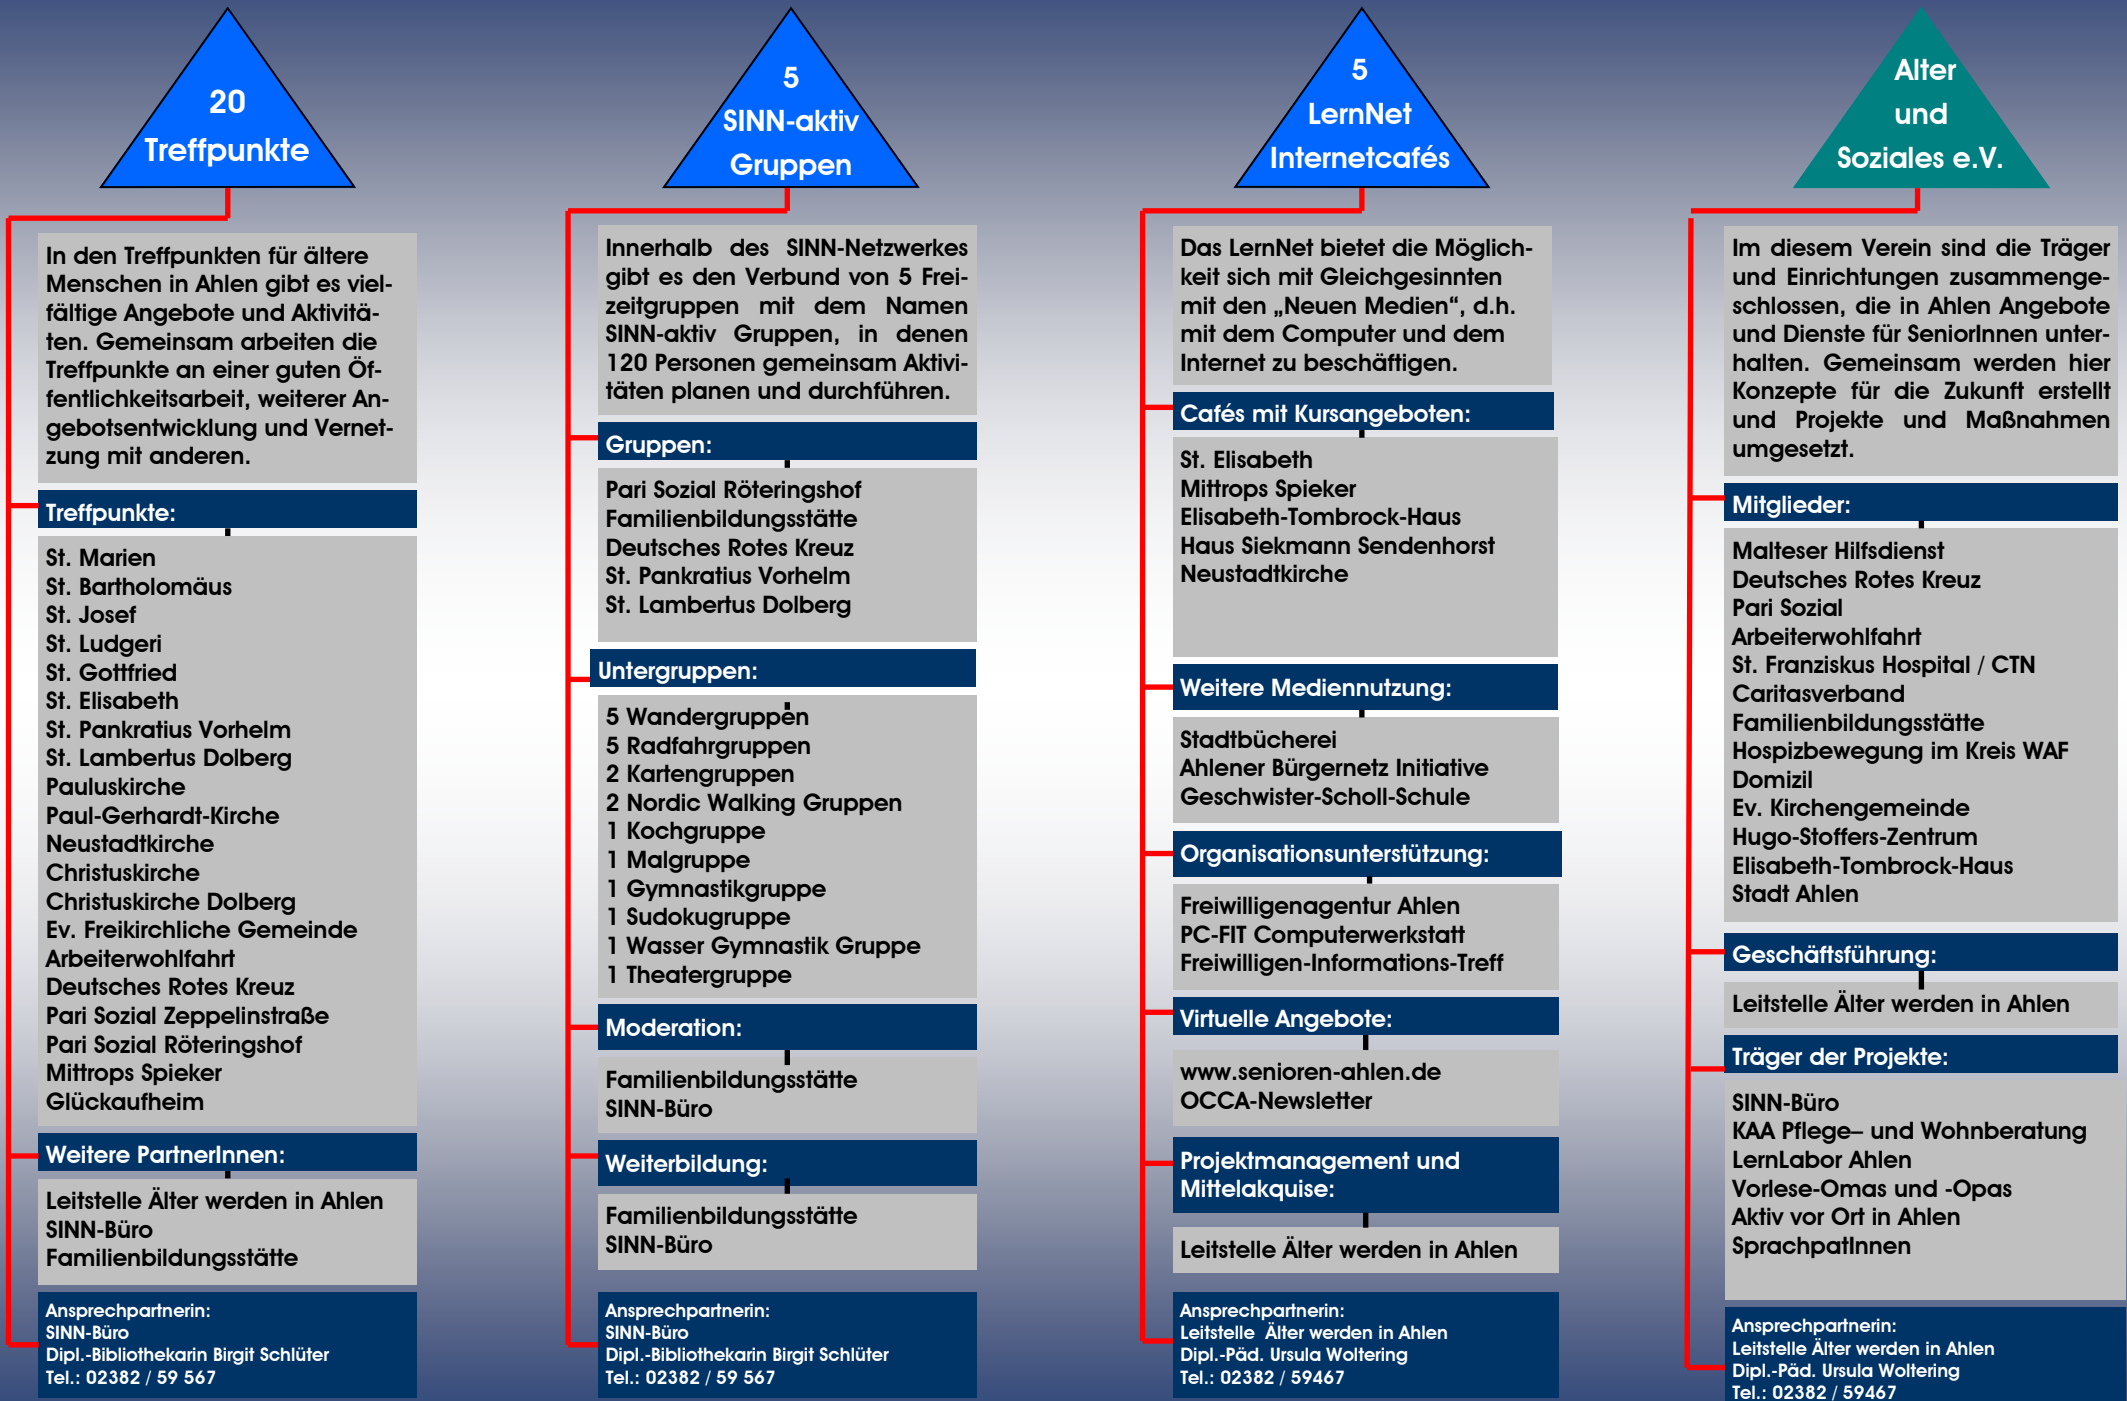 20
Treffpunkte
In den Treffpunkten für ältere
Menschen in Ahlen gibt es viel-
fältige Angebote und Aktivitä-
ten. Gemeinsam arbeiten die
Treffpunkte an einer guten Öf-
fentlichkeitsarbeit, weiterer An-
gebotsentwicklung und Vernet-
zung mit anderen.
Treffpunkte:
St. Marien
St. Bartholomäus
St. Josef
St. Ludgeri
St. Gottfried
St. Elisabeth
St. Pankratius Vorhelm
St. Lambertus Dolberg
Pauluskirche
Paul-Gerhardt-Kirche
Neustadtkirche
Christuskirche
Christuskirche Dolberg
Ev. Freikirchliche Gemeinde
Arbeiterwohlfahrt
Deutsches Rotes Kreuz
Pari Sozial Zeppelinstraße
Pari Sozial Röteringshof
Mittrops Spieker
Glückaufheim
Weitere PartnerInnen:
Leitstelle Älter werden in Ahlen
SINN-Büro
Familienbildungsstätte
Ansprechpartnerin:
SINN-Büro
Dipl.-Bibliothekarin Birgit Schlüter
Tel.: 02382 / 59 567
5
SINN-aktiv
Gruppen
Innerhalb des SINN-Netzwerkes
gibt es den Verbund von 5 Frei-
zeitgruppen mit dem Namen
SINN-aktiv Gruppen, in denen
120 Personen gemeinsam Aktivi-
täten planen und durchführen.
Gruppen:
Pari Sozial Röteringshof
Familienbildungsstätte
Deutsches Rotes Kreuz
St. Pankratius Vorhelm
St. Lambertus Dolberg
Untergruppen:
5 Wandergruppen
5 Radfahrgruppen
2 Kartengruppen
2 Nordic Walking Gruppen
1 Kochgruppe
1 Malgruppe
1 Gymnastikgruppe
1 Sudokugruppe
1 Wasser Gymnastik Gruppe
1 Theatergruppe
Moderation:
Familienbildungsstätte
SINN-Büro
Weiterbildung:
Familienbildungsstätte
SINN-Büro
Ansprechpartnerin:
SINN-Büro
Dipl.-Bibliothekarin Birgit Schlüter
Tel.: 02382 / 59 567
5
LernNet
Internetcafés
Das LernNet bietet die Möglich-
keit sich mit Gleichgesinnten
mit den „Neuen Medien“, d.h.
mit dem Computer und dem
Internet zu beschäftigen.
Cafés mit Kursangeboten:
St. Elisabeth
Mittrops Spieker
Elisabeth-Tombrock-Haus
Haus Siekmann Sendenhorst
Neustadtkirche
Weitere Mediennutzung:
Stadtbücherei
Ahlener Bürgernetz Initiative
Geschwister-Scholl-Schule
Organisationsunterstützung:
Freiwilligenagentur Ahlen
PC-FIT Computerwerkstatt
Freiwilligen-Informations-Treff
Virtuelle Angebote:
www.senioren-ahlen.de
OCCA-Newsletter
Projektmanagement und
Mittelakquise:
Leitstelle Älter werden in Ahlen
Ansprechpartnerin:
Leitstelle Älter werden in Ahlen
Dipl.-Päd. Ursula Woltering
Tel.: 02382 / 59467
Alter
und
Soziales e.V.
Im diesem Verein sind die Träger
und Einrichtungen zusammenge-
schlossen, die in Ahlen Angebote
und Dienste für SeniorInnen unter-
halten. Gemeinsam werden hier
Konzepte für die Zukunft erstellt
und Projekte und Maßnahmen
umgesetzt.
Mitglieder:
Malteser Hilfsdienst
Deutsches Rotes Kreuz
Pari Sozial
Arbeiterwohlfahrt
St. Franziskus Hospital / CTN
Caritasverband
Familienbildungsstätte
Hospizbewegung im Kreis WAF
Domizil
Ev. Kirchengemeinde
Hugo-Stoffers-Zentrum
Elisabeth-Tombrock-Haus
Stadt Ahlen
Geschäftsführung:
Leitstelle Älter werden in Ahlen
Träger der Projekte:
SINN-Büro
KAA Pflege– und Wohnberatung
LernLabor Ahlen
Vorlese-Omas und -Opas
Aktiv vor Ort in Ahlen
SprachpatInnen
Ansprechpartnerin:
Leitstelle Älter werden in Ahlen
Dipl.-Päd. Ursula Woltering
Tel.: 02382 / 59467